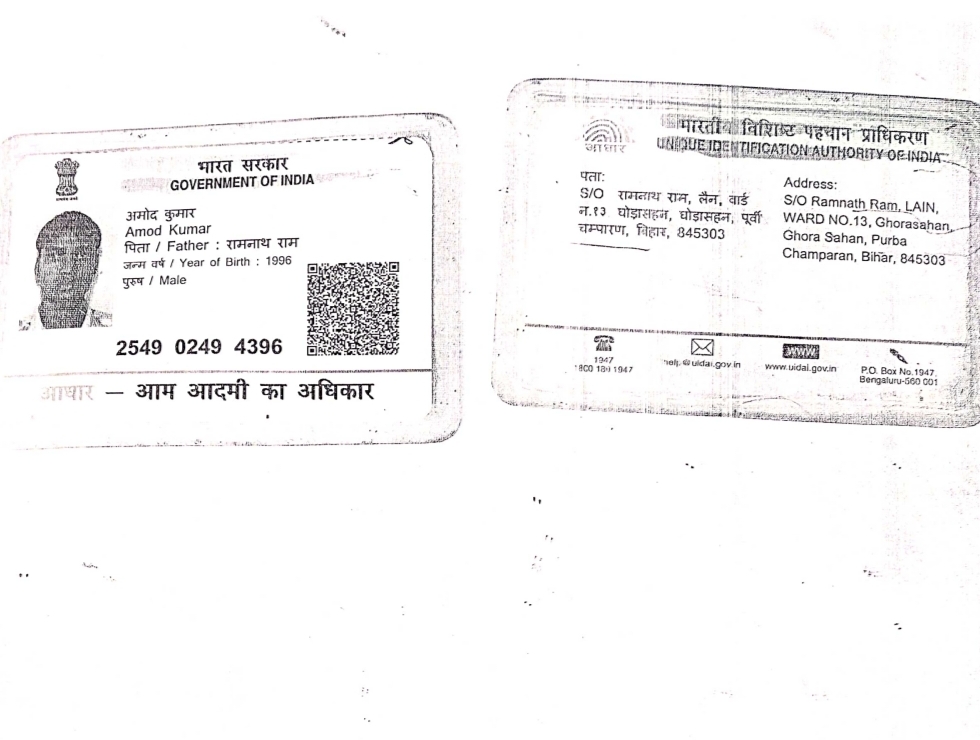 भारत सरकार
GOVERNMENT OF INDIA
अमोद कुमार
Amod Kumar
पिता / Father : रामनाथ राम
जन्म वर्ष / Year of Birth : 1996
पुरुष / Male
2549 0249 4396
आधार — आम आदमी का अधिकार
भारतीय विशिष्ट पहचान प्राधिकरण
UNIQUE IDENTIFICATION AUTHORITY OF INDIA
आधार
पता:
S/O रामनाथ राम, लैन, वार्ड
न.१३ घोड़ासहन, घोड़ासहन, पूर्वी
चम्पारण, बिहार, 845303
Address:
S/O Ramnath Ram, LAIN,
WARD NO.13, Ghorasahan,
Ghora Sahan, Purba
Champaran, Bihar, 845303
1947
1800 180 1947
help@uidai.gov.in
WWW
www.uidai.gov.in
P.O. Box No.1947,
Bengaluru-560 001